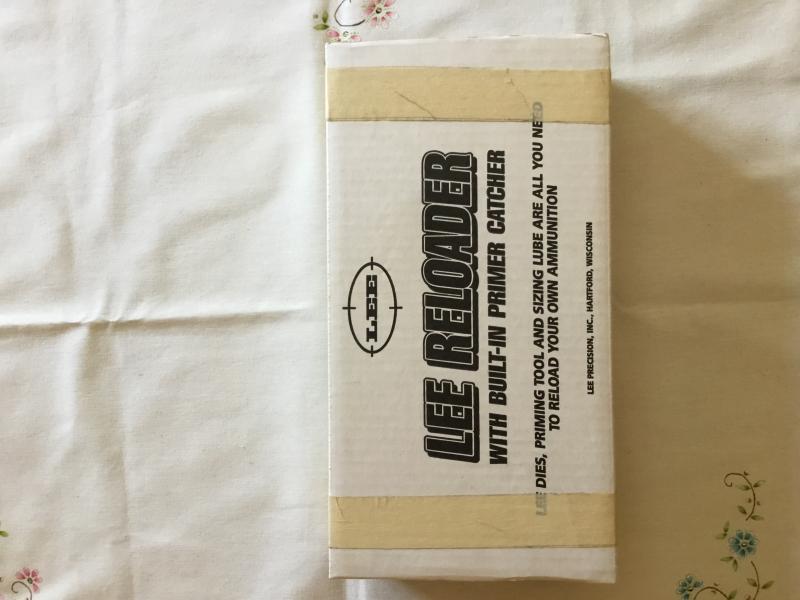 LEE
LEE RELOADER
WITH BUILT-IN PRIMER CATCHER
LEE DIES, PRIMING TOOL AND SIZING LUBE ARE ALL YOU NEED
TO RELOAD YOUR OWN AMMUNITION
LEE PRECISION, INC., HARTFORD, WISCONSIN